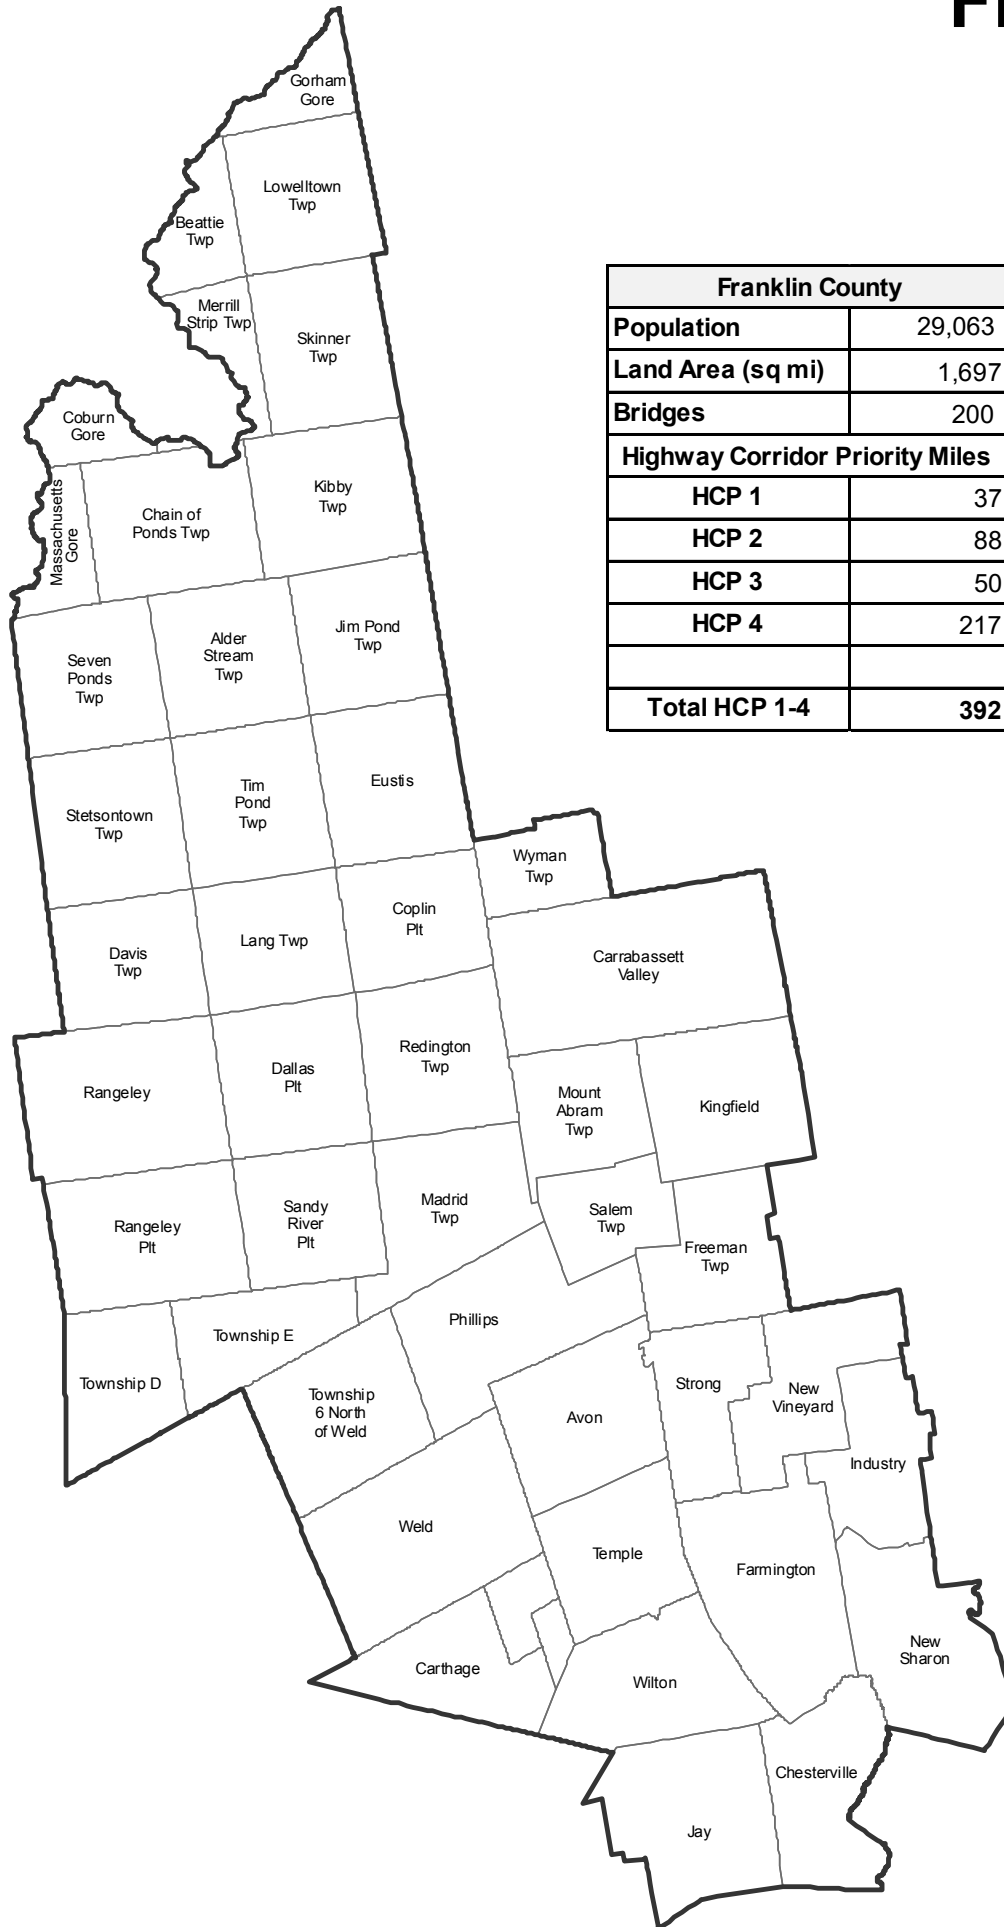 Gorham
Gore
Lowelltown
Twp
Beattie
Twp
Merrill
Strip Twp
Skinner
Twp
Franklin County
Population 29,063
Land Area (sq mi) 1,697
Bridges 200
Highway Corridor Priority Miles
HCP 1 37
HCP 2 88
HCP 3 50
HCP 4 217
Total HCP 1-4 392
Coburn
Gore
Massachusetts
Gore
Chain of
Ponds Twp
Kibby
Twp
Seven
Ponds
Twp
Alder
Stream
Twp
Jim Pond
Twp
Stetsontown
Twp
Tim
Pond
Twp
Eustis
Wyman
Twp
Davis
Twp
Lang Twp
Coplin
Plt
Carrabassett
Valley
Rangeley
Dallas
Plt
Redington
Twp
Mount
Abram
Twp
Kingfield
Rangeley
Plt
Sandy
River
Plt
Madrid
Twp
Salem
Twp
Freeman
Twp
Township D
Township E
Phillips
Township
6 North
of Weld
Avon
Strong
New
Vineyard
Industry
Weld
Temple
Farmington
New
Sharon
Carthage
Wilton
Chesterville
Jay